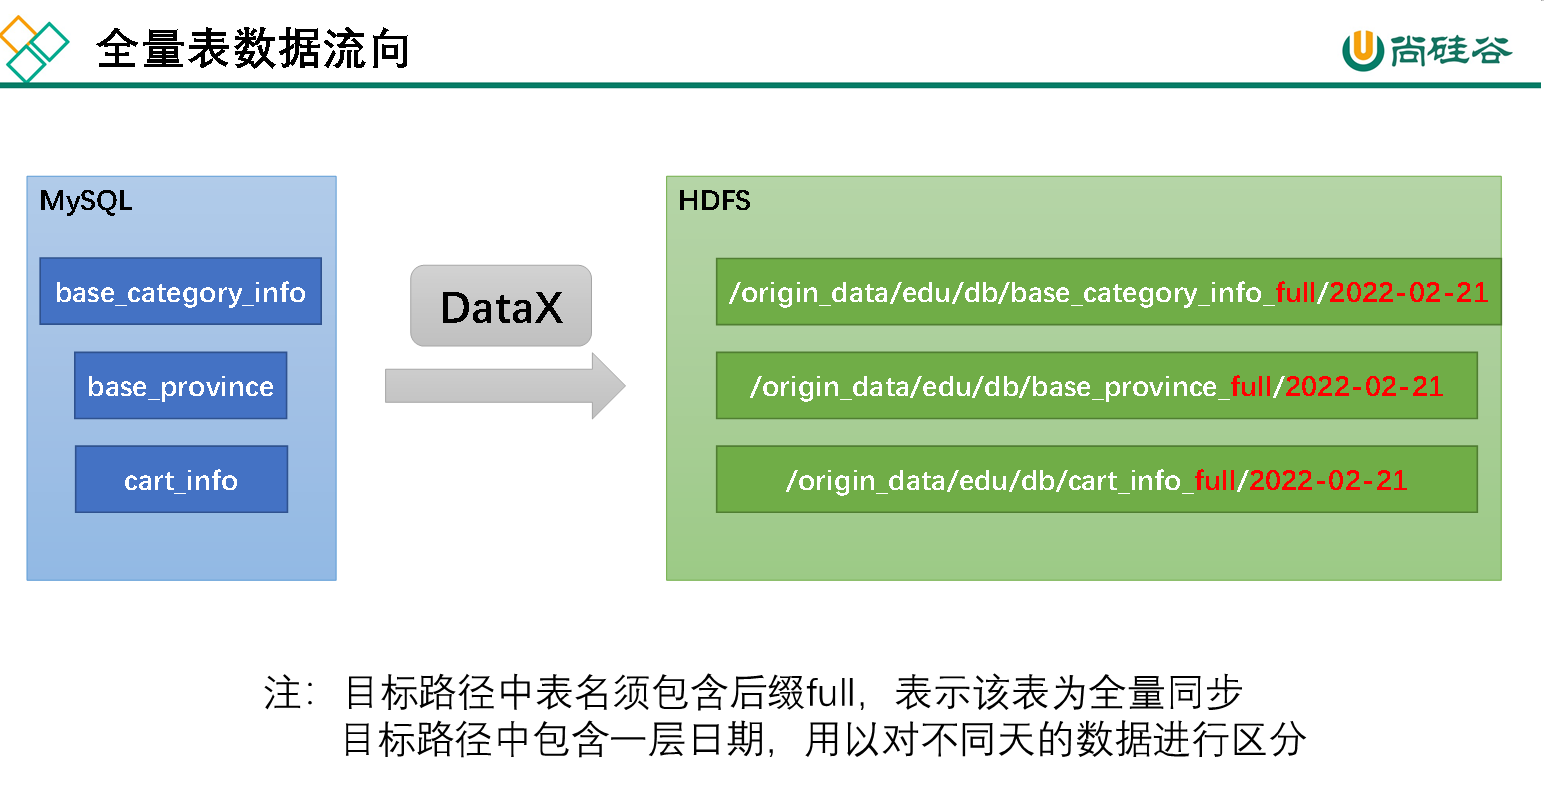 全量表数据流向
尚硅谷
MySQL
base_category_info
base_province
cart_info
DataX
HDFS
/origin_data/edu/db/base_category_info_full/2022-02-21
/origin_data/edu/db/base_province_full/2022-02-21
/origin_data/edu/db/cart_info_full/2022-02-21
注：目标路径中表名须包含后缀full，表示该表为全量同步
目标路径中包含一层日期，用以对不同天的数据进行区分